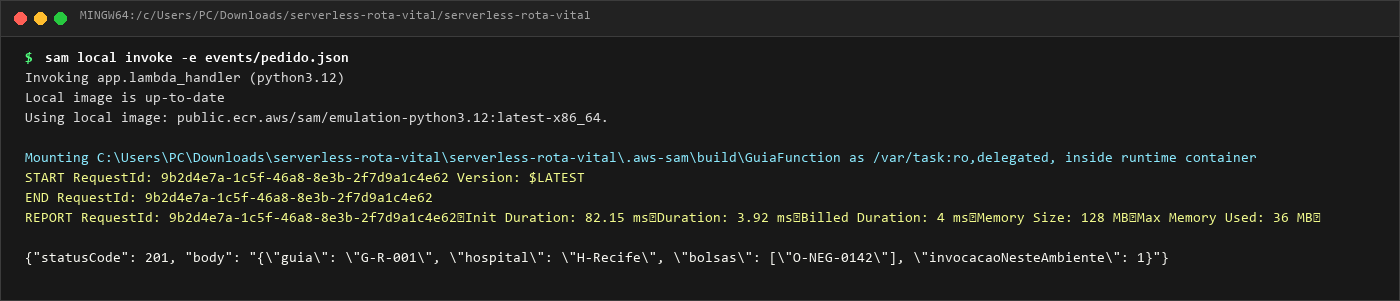 MINGW64:/c/Users/PC/Downloads/serverless-rota-vital/serverless-rota-vital
$ sam local invoke -e events/pedido.json
Invoking app.lambda_handler (python3.12)
Local image is up-to-date
Using local image: public.ecr.aws/sam/emulation-python3.12:latest-x86_64.
Mounting C:\Users\PC\Downloads\serverless-rota-vital\serverless-rota-vital\.aws-sam\build\GuiaFunction as /var/task:ro,delegated, inside runtime container
START RequestId: 9b2d4e7a-1c5f-46a8-8e3b-2f7d9a1c4e62 Version: $LATEST
END RequestId: 9b2d4e7a-1c5f-46a8-8e3b-2f7d9a1c4e62
REPORT RequestId: 9b2d4e7a-1c5f-46a8-8e3b-2f7d9a1c4e62 Init Duration: 82.15 ms Duration: 3.92 ms Billed Duration: 4 ms Memory Size: 128 MB Max Memory Used: 36 MB
{"statusCode": 201, "body": "{\"guia\": \"G-R-001\", \"hospital\": \"H-Recife\", \"bolsas\": [\"O-NEG-0142\"], \"invocacaoNesteAmbiente\": 1}"}